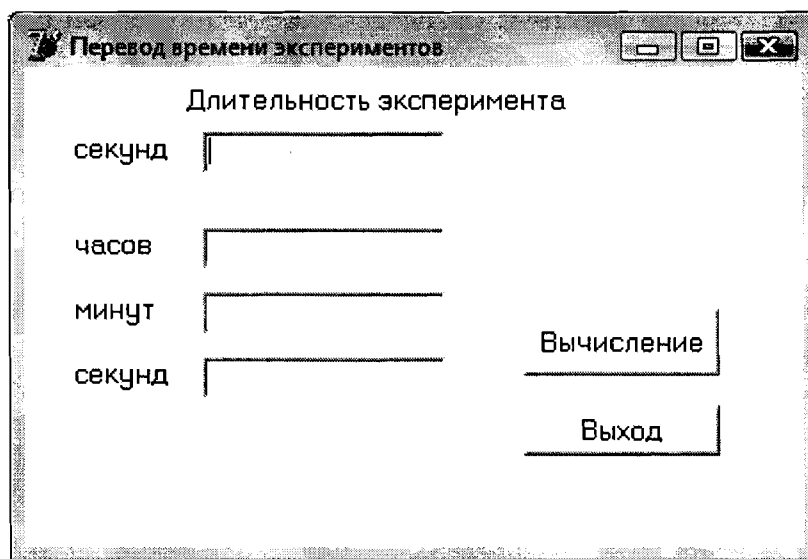 Перевод времени экспериментов
Длительность эксперимента
секунд
часов
минут
секунд
Вычисление
Выход